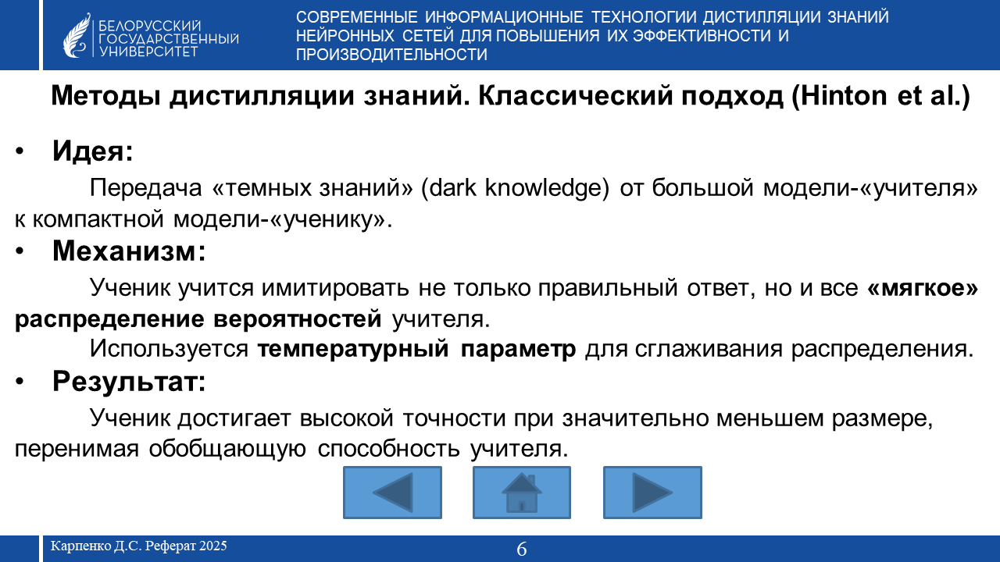 БЕЛОРУССКИЙ
ГОСУДАРСТВЕННЫЙ
УНИВЕРСИТЕТ
СОВРЕМЕННЫЕ ИНФОРМАЦИОННЫЕ ТЕХНОЛОГИИ ДИСТИЛЛЯЦИИ ЗНАНИЙ
НЕЙРОННЫХ СЕТЕЙ ДЛЯ ПОВЫШЕНИЯ ИХ ЭФФЕКТИВНОСТИ И
ПРОИЗВОДИТЕЛЬНОСТИ
Методы дистилляции знаний. Классический подход (Hinton et al.)
• Идея:
Передача «темных знаний» (dark knowledge) от большой модели-«учителя»
к компактной модели-«ученику».
• Механизм:
Ученик учится имитировать не только правильный ответ, но и все «мягкое»
распределение вероятностей учителя.
Используется температурный параметр для сглаживания распределения.
• Результат:
Ученик достигает высокой точности при значительно меньшем размере,
перенимая обобщающую способность учителя.
Карпенко Д.С. Реферат 2025
6